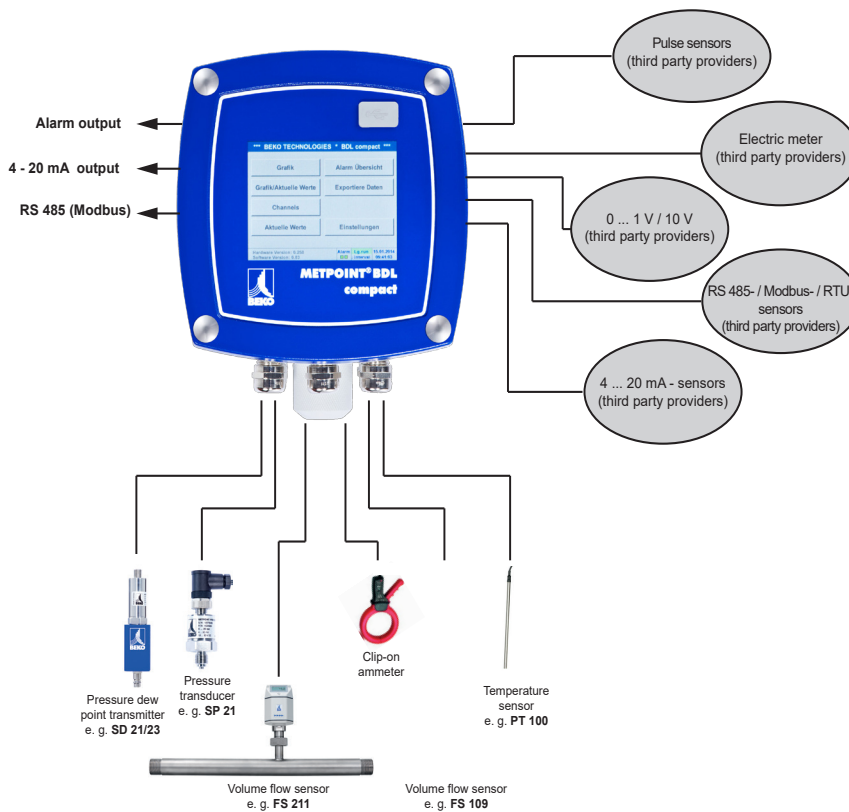 Pulse sensors
(third party providers)
Alarm output
Electric meter
(third party providers)
4 - 20 mA output
RS 485 (Modbus)
0 ... 1 V / 10 V
(third party providers)
RS 485- / Modbus- / RTU
sensors
(third party providers)
4 ... 20 mA - sensors
(third party providers)
*** BEKO TECHNOLOGIES * BDL compact ***
Grafik
Alarm Übersicht
Grafik/Aktuelle Werte
Exportiere Daten
Channels
Aktuelle Werte
Einstellungen
METPOINT® BDL
compact
BEKO
BEKO
Pressure dew
point transmitter
e. g. SD 21/23
Pressure
transducer
e. g. SP 21
Clip-on
ammeter
Temperature
sensor
e. g. PT 100
Volume flow sensor
e. g. FS 211
Volume flow sensor
e. g. FS 109